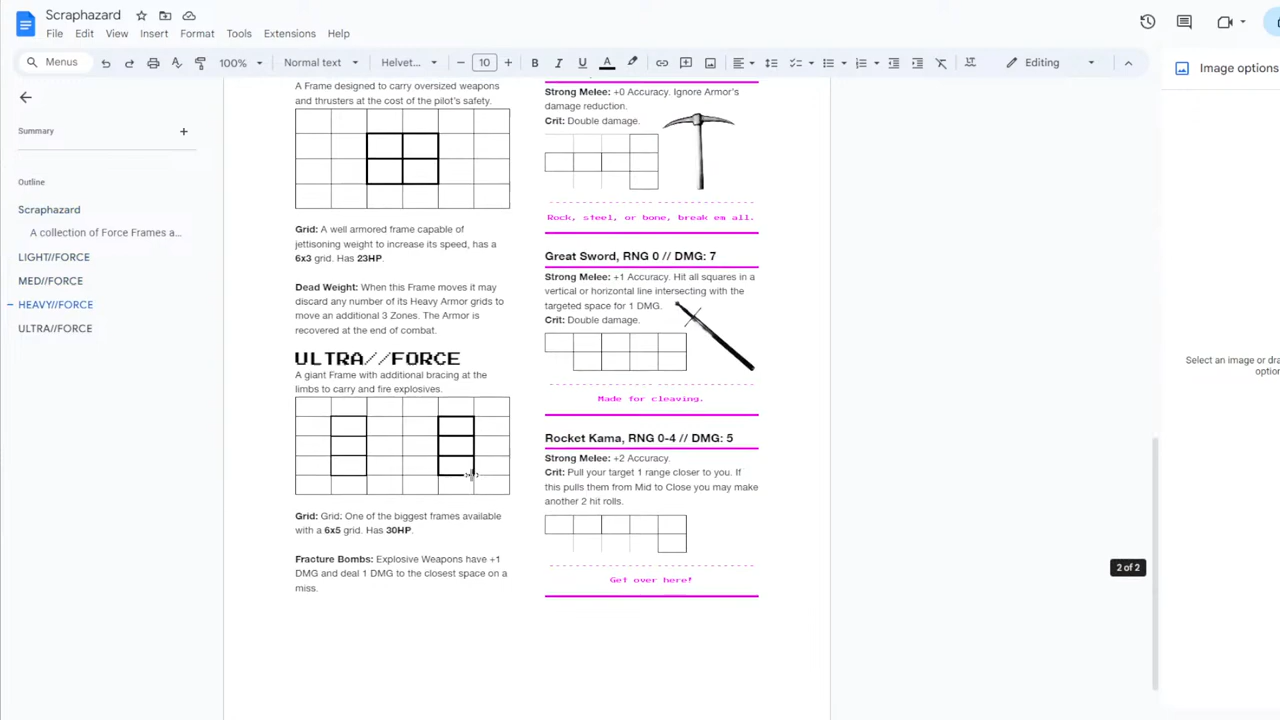 Scraphazard
File Edit View Insert Format Tools Extensions Help
Menus 100% Normal text Helvet... 10 B I U A Editing
Image options
Summary
Outline
Scraphazard
A collection of Force Frames a...
LIGHT//FORCE
MED//FORCE
HEAVY//FORCE
ULTRA//FORCE
A Frame designed to carry oversized weapons
and thrusters at the cost of the pilot's safety.
Grid: A well armored frame capable of
jettisoning weight to increase its speed, has a
6x3 grid. Has 23HP.
Dead Weight: When this Frame moves it may
discard any number of its Heavy Armor grids to
move an additional 3 Zones. The Armor is
recovered at the end of combat.
ULTRA//FORCE
A giant Frame with additional bracing at the
limbs to carry and fire explosives.
Grid: Grid: One of the biggest frames available
with a 6x5 grid. Has 30HP.
Fracture Bombs: Explosive Weapons have +1
DMG and deal 1 DMG to the closest space on a
miss.
Strong Melee: +0 Accuracy. Ignore Armor's
damage reduction.
Crit: Double damage.
Rock, steel, or bone, break em all.
Great Sword, RNG 0 // DMG: 7
Strong Melee: +1 Accuracy. Hit all squares in a
vertical or horizontal line intersecting with the
targeted space for 1 DMG.
Crit: Double damage.
Made for cleaving.
Rocket Kama, RNG 0-4 // DMG: 5
Strong Melee: +2 Accuracy.
Crit: Pull your target 1 range closer to you. If
this pulls them from Mid to Close you may make
another 2 hit rolls.
Get over here!
2 of 2
Select an image or dra
optio